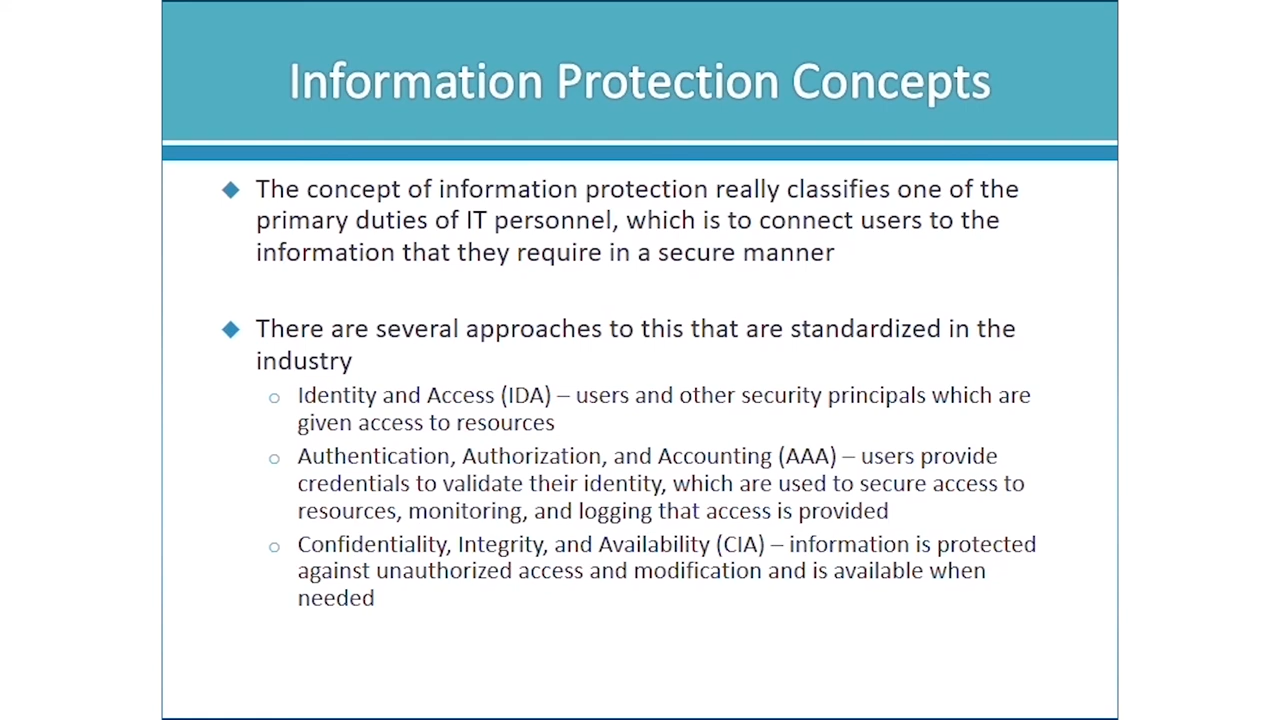 Information Protection Concepts
The concept of information protection really classifies one of the
primary duties of IT personnel, which is to connect users to the
information that they require in a secure manner
There are several approaches to this that are standardized in the
industry
Identity and Access (IDA) – users and other security principals which are
given access to resources
Authentication, Authorization, and Accounting (AAA) – users provide
credentials to validate their identity, which are used to secure access to
resources, monitoring, and logging that access is provided
Confidentiality, Integrity, and Availability (CIA) – information is protected
against unauthorized access and modification and is available when
needed